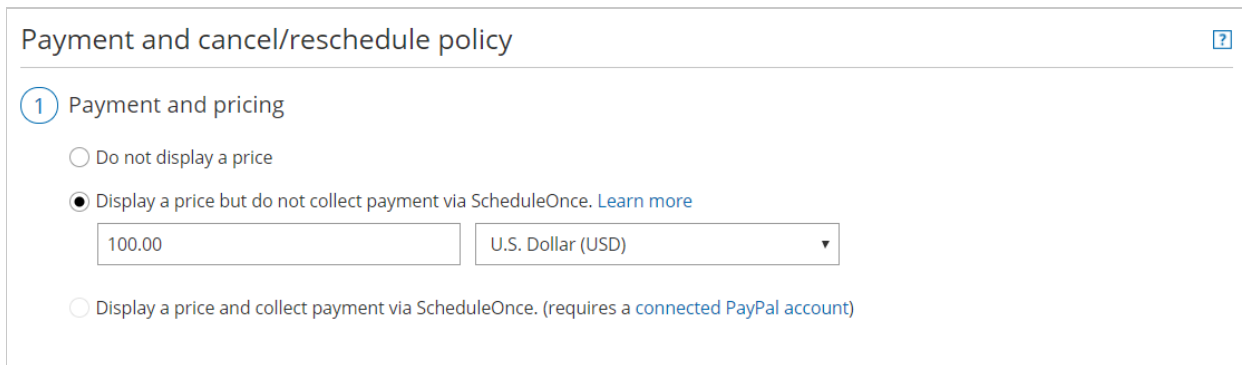 Payment and cancel/reschedule policy
?
1 Payment and pricing
Do not display a price
Display a price but do not collect payment via ScheduleOnce. Learn more
100.00 U.S. Dollar (USD)
Display a price and collect payment via ScheduleOnce. (requires a connected PayPal account)